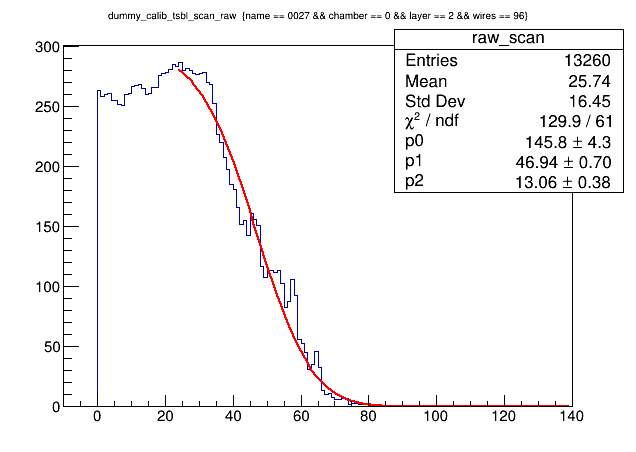 dummy_calib_tsbl_scan_raw {name == 0027 && chamber == 0 && layer == 2 && wires == 96}
raw_scan
Entries 13260
Mean 25.74
Std Dev 16.45
χ² / ndf 129.9 / 61
p0 145.8 ± 4.3
p1 46.94 ± 0.70
p2 13.06 ± 0.38
300
250
200
150
100
50
0
0 20 40 60 80 100 120 140